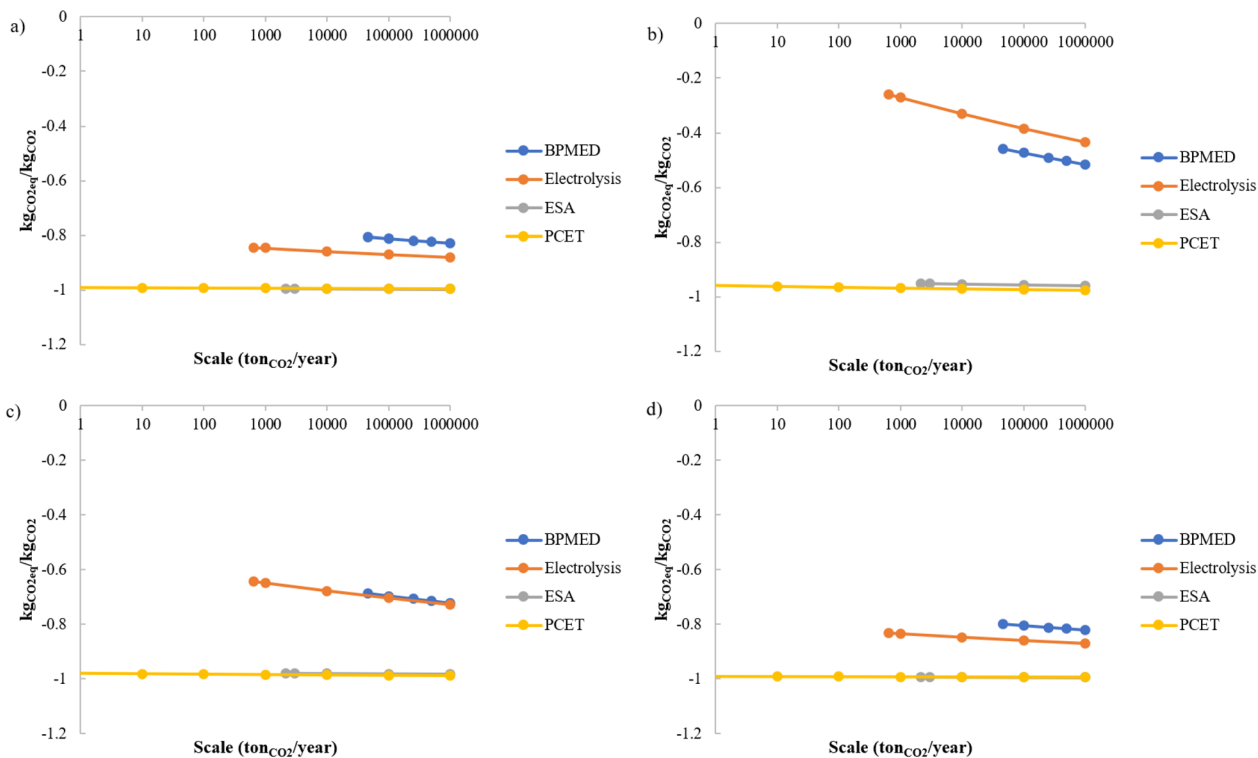 a)
0
1 10 100 1000 10000 100000 1000000
-0.2
-0.4
-0.6
-0.8
-1
-1.2
kgCO2eq/kgCO2
Scale (tonCO2/year)
BPMED
Electrolysis
ESA
PCET
b)
0
1 10 100 1000 10000 100000 1000000
-0.2
-0.4
-0.6
-0.8
-1
-1.2
kgCO2eq/kgCO2
Scale (tonCO2/year)
BPMED
Electrolysis
ESA
PCET
c)
0
1 10 100 1000 10000 100000 1000000
-0.2
-0.4
-0.6
-0.8
-1
-1.2
kgCO2eq/kgCO2
Scale (tonCO2/year)
BPMED
Electrolysis
ESA
PCET
d)
0
1 10 100 1000 10000 100000 1000000
-0.2
-0.4
-0.6
-0.8
-1
-1.2
kgCO2eq/kgCO2
Scale (tonCO2/year)
BPMED
Electrolysis
ESA
PCET